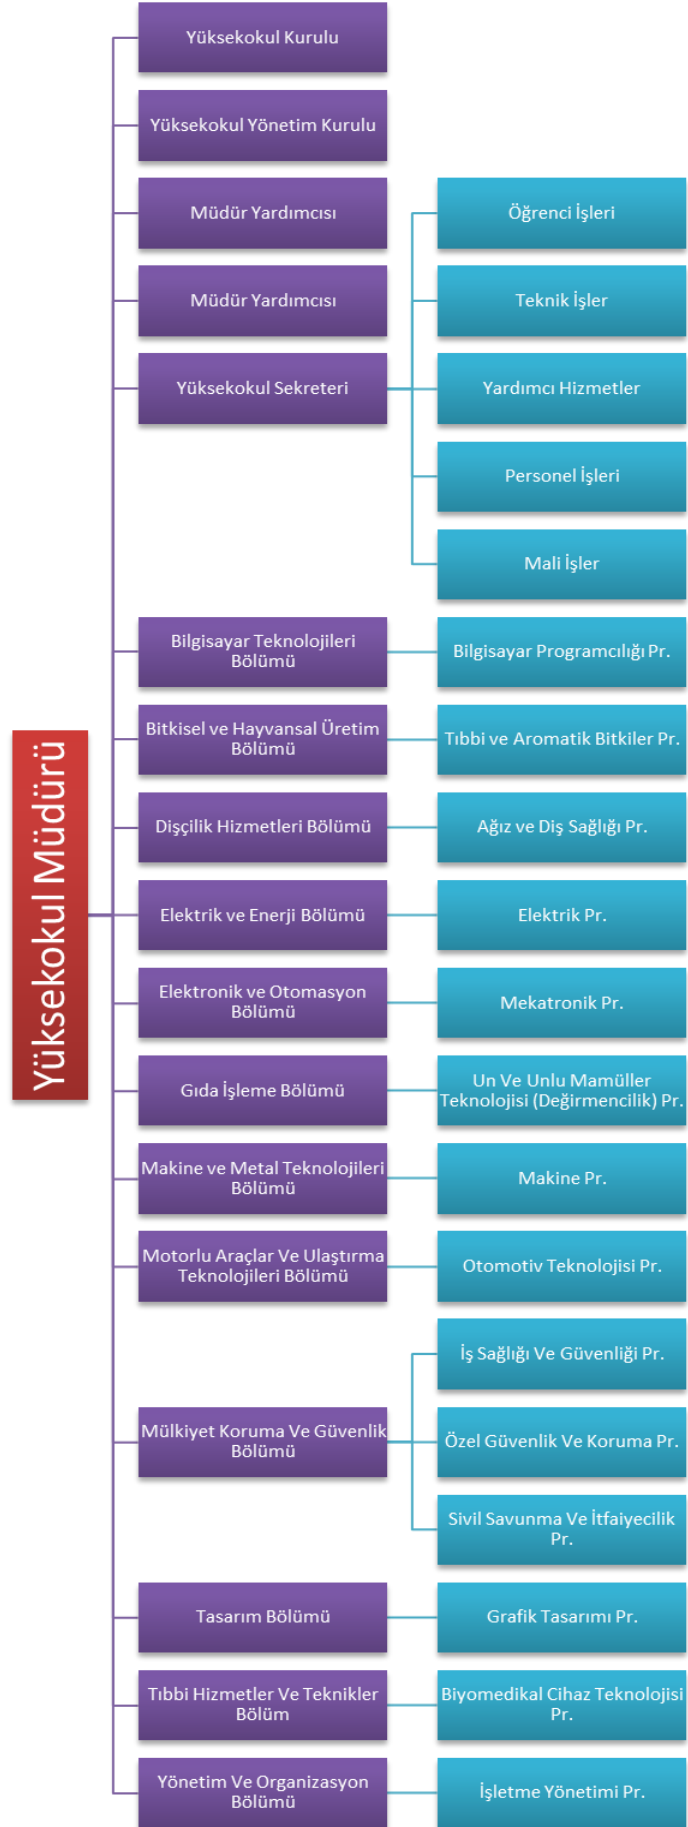 Yüksekokul Müdürü
Yüksekokul Kurulu
Yüksekokul Yönetim Kurulu
Müdür Yardımcısı
Müdür Yardımcısı
Yüksekokul Sekreteri
Öğrenci İşleri
Teknik İşler
Yardımcı Hizmetler
Personel İşleri
Mali İşler
Bilgisayar Teknolojileri
Bölümü
Bilgisayar Programcılığı Pr.
Bitkisel ve Hayvansal Üretim
Bölümü
Tıbbi ve Aromatik Bitkiler Pr.
Dişçilik Hizmetleri Bölümü
Ağız ve Diş Sağlığı Pr.
Elektrik ve Enerji Bölümü
Elektrik Pr.
Elektronik ve Otomasyon
Bölümü
Mekatronik Pr.
Gıda İşleme Bölümü
Un Ve Unlu Mamüller
Teknolojisi (Değirmencilik) Pr.
Makine ve Metal Teknolojileri
Bölümü
Makine Pr.
Motorlu Araçlar Ve Ulaştırma
Teknolojileri Bölümü
Otomotiv Teknolojisi Pr.
Mülkiyet Koruma Ve Güvenlik
Bölümü
İş Sağlığı Ve Güvenliği Pr.
Özel Güvenlik Ve Koruma Pr.
Sivil Savunma Ve İtfaiyecilik
Pr.
Tasarım Bölümü
Grafik Tasarımı Pr.
Tıbbi Hizmetler Ve Teknikler
Bölüm
Biyomedikal Cihaz Teknolojisi
Pr.
Yönetim Ve Organizasyon
Bölümü
İşletme Yönetimi Pr.